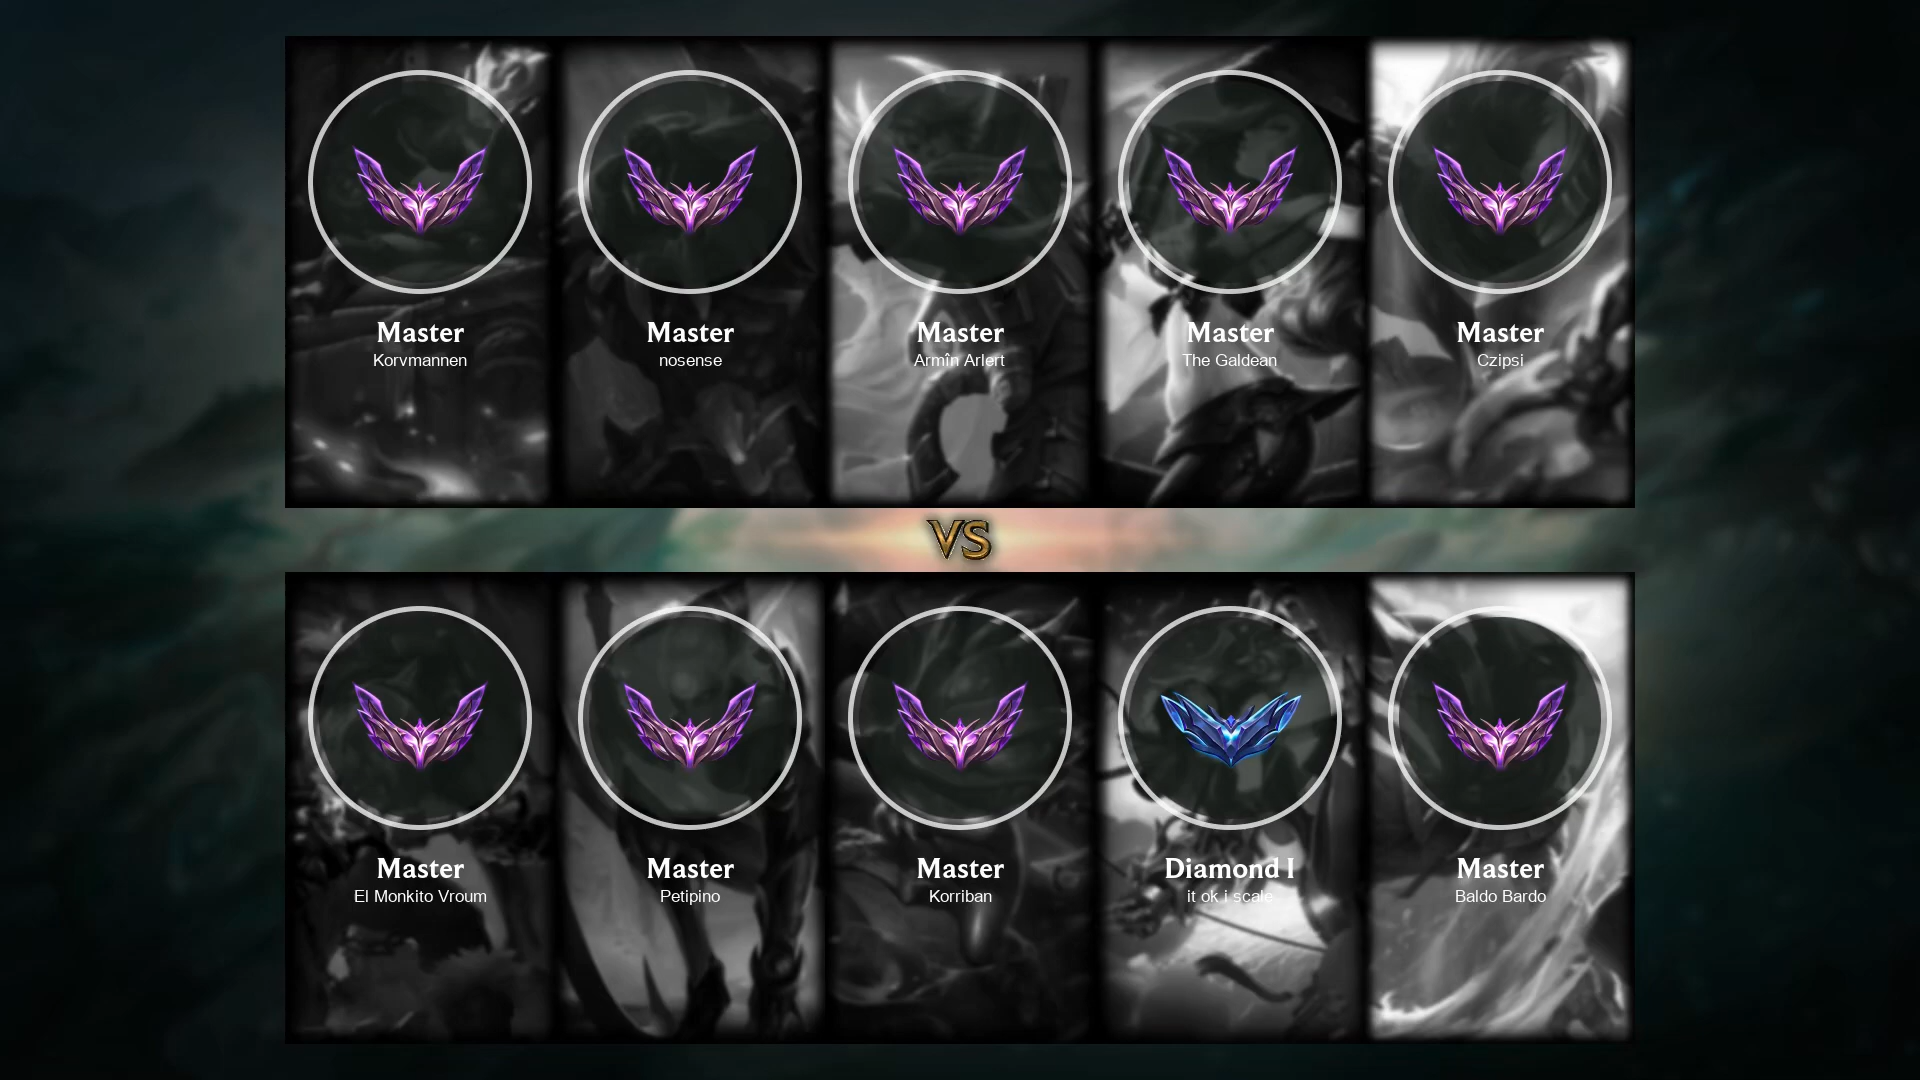 Master
Korvmannen
Master
nosense
Master
Armîn Arlert
Master
The Galdean
Master
Czipsi
VS
Master
El Monkito Vroum
Master
Petipino
Master
Korriban
Diamond I
it ok i scale
Master
Baldo Bardo